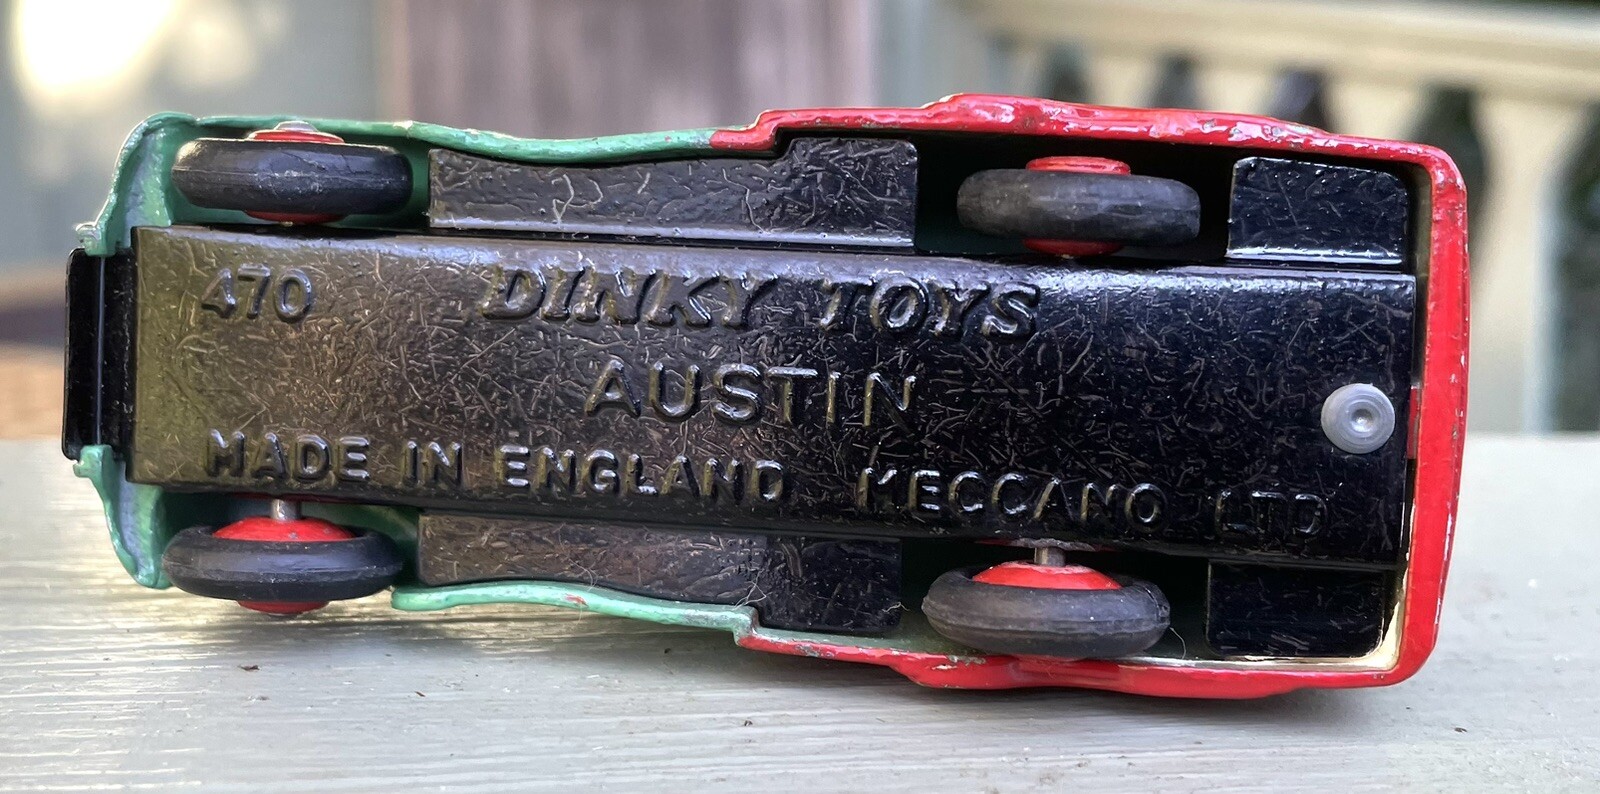 470 DINKY TOYS
AUSTIN
MADE IN ENGLAND MECCANO LTD